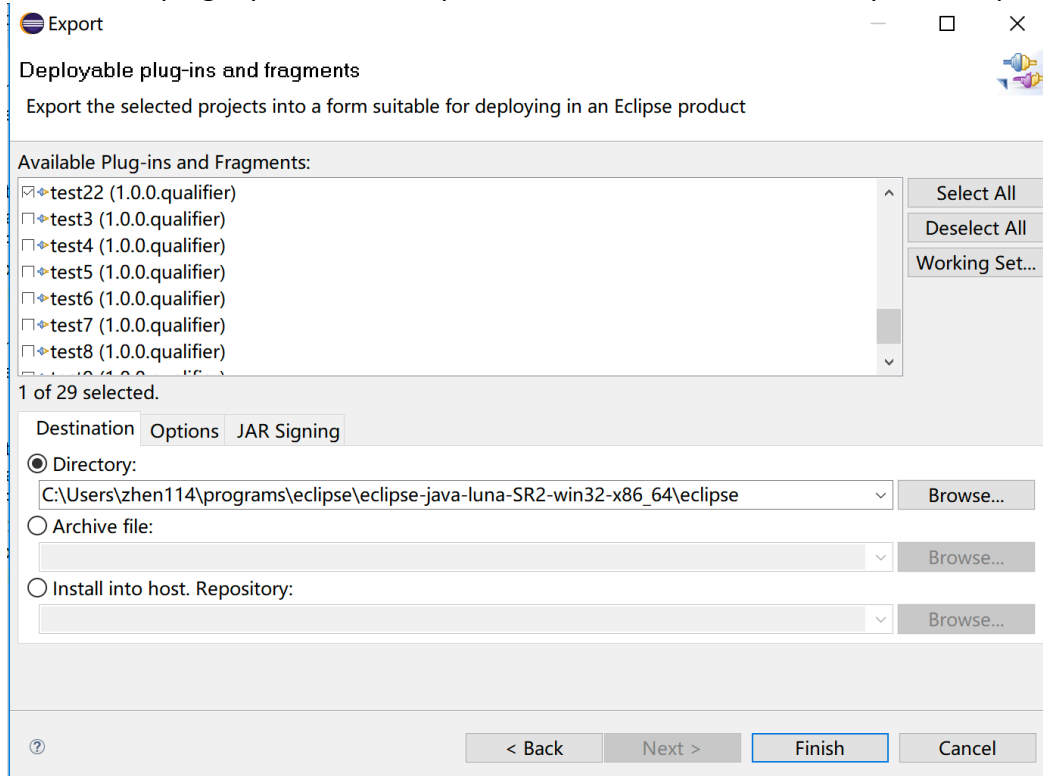 Export
Deployable plug-ins and fragments
Export the selected projects into a form suitable for deploying in an Eclipse product
Available Plug-ins and Fragments:
test22 (1.0.0.qualifier)
test3 (1.0.0.qualifier)
test4 (1.0.0.qualifier)
test5 (1.0.0.qualifier)
test6 (1.0.0.qualifier)
test7 (1.0.0.qualifier)
test8 (1.0.0.qualifier)
Select All
Deselect All
Working Set...
1 of 29 selected.
Destination Options JAR Signing
Directory:
C:\Users\zhen114\programs\eclipse\eclipse-java-luna-SR2-win32-x86_64\eclipse Browse...
Archive file:
Browse...
Install into host. Repository:
Browse...
? < Back Next > Finish Cancel